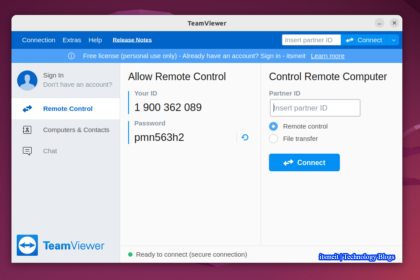 TeamViewer
Connection Extras Help Release Notes
insert partner ID Connect
Free license (personal use only) - Already have an account? Sign in - itsmeit Learn more
Sign In
Don't have an account?
Remote Control
Computers & Contacts
Chat
TeamViewer
Allow Remote Control
Your ID
1 900 362 089
Password
pmn563h2
Control Remote Computer
Partner ID
Insert partner ID
Remote control
File transfer
Connect
Ready to connect (secure connection)
itsmeit 'Technology Blogs